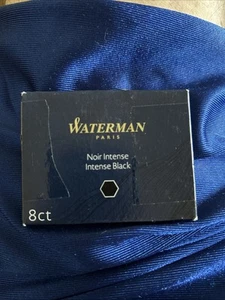 WATERMAN
PARIS
Noir Intense
Intense Black
8ct